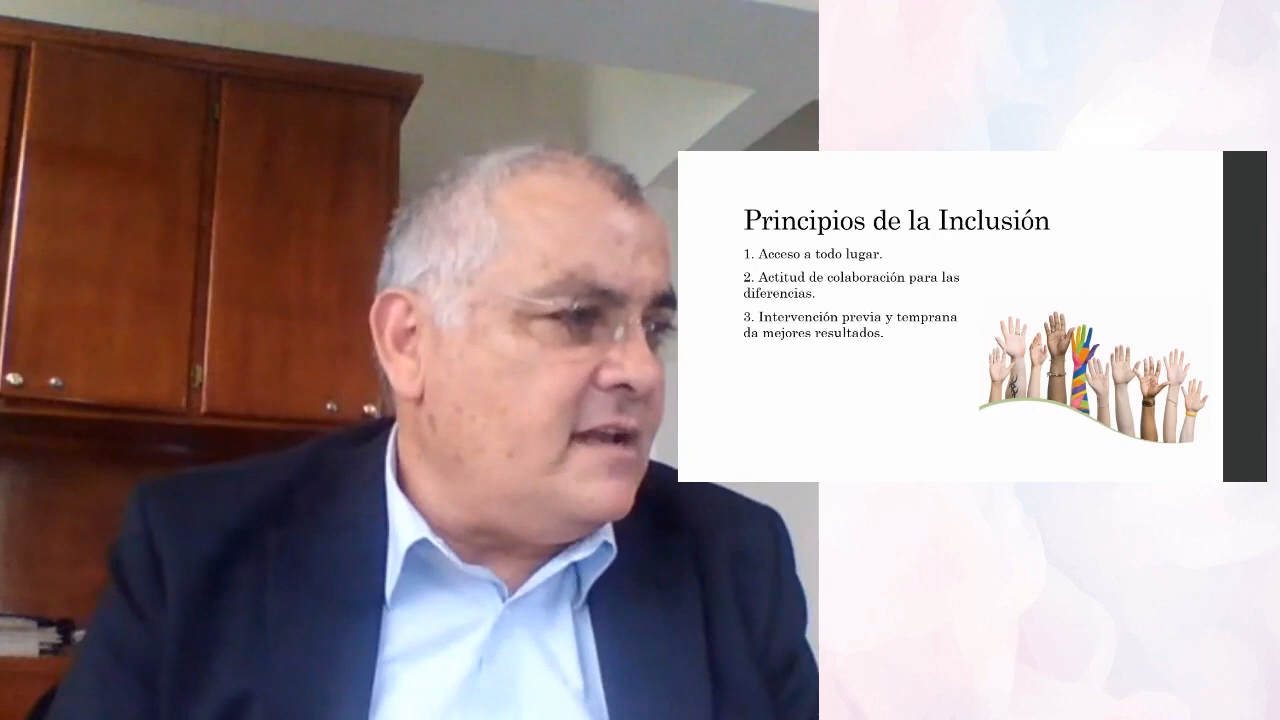 Principios de la Inclusión
1. Acceso a todo lugar.
2. Actitud de colaboración para las
diferencias.
3. Intervención previa y temprana
da mejores resultados.